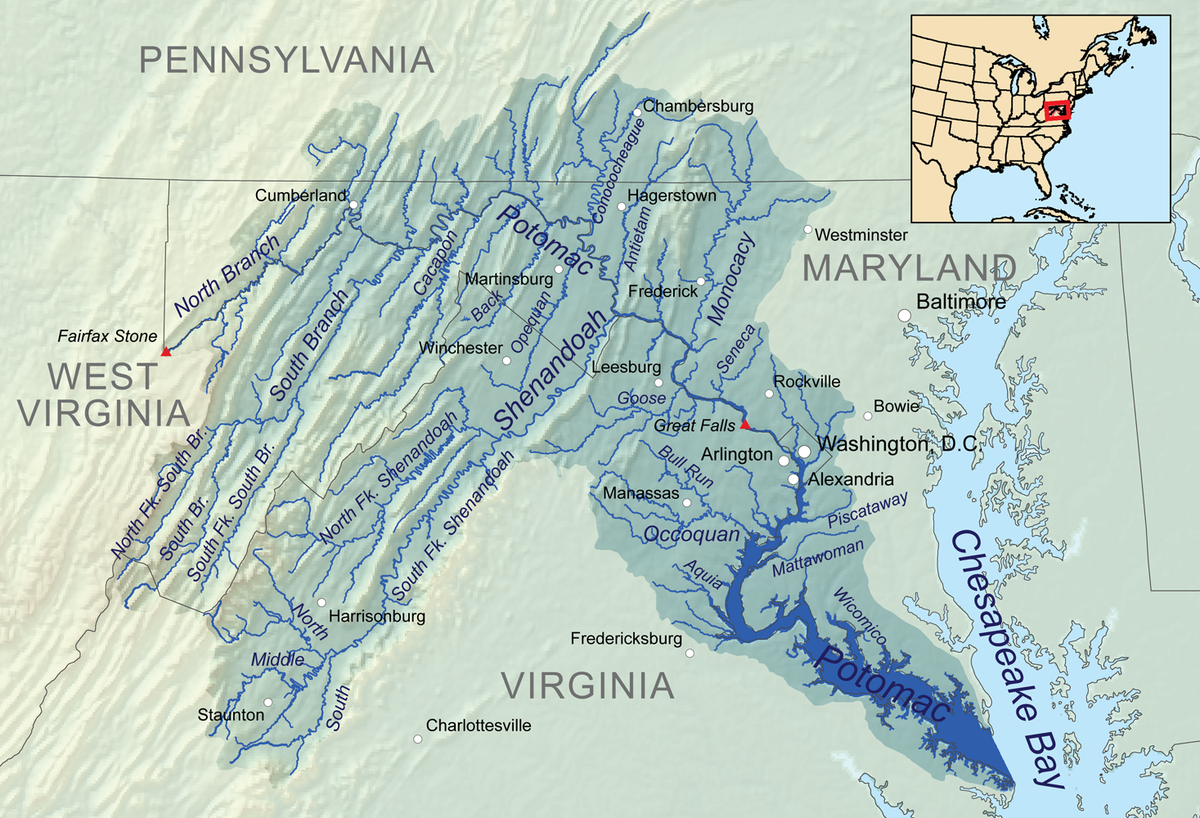 PENNSYLVANIA
Chambersburg
Conococheague
Cumberland
Hagerstown
Potomac
Antietam
Westminster
North Branch
Cacapon
Martinsburg
Monocacy
MARYLAND
Back
Opequan
Frederick
Baltimore
Fairfax Stone
South Branch
Winchester
Shenandoah
Seneca
WEST
VIRGINIA
Leesburg
Rockville
Goose
Bowie
Great Falls
Washington, D.C.
Arlington
North Fk. South Br.
South Br.
South Fk. South Br.
North Fk. Shenandoah
South Fk. Shenandoah
Bull Run
Alexandria
Manassas
Piscataway
Occoquan
Mattawoman
Chesapeake Bay
Aquia
Wicomico
North
Harrisonburg
Fredericksburg
Middle
Potomac
VIRGINIA
South
Staunton
Charlottesville